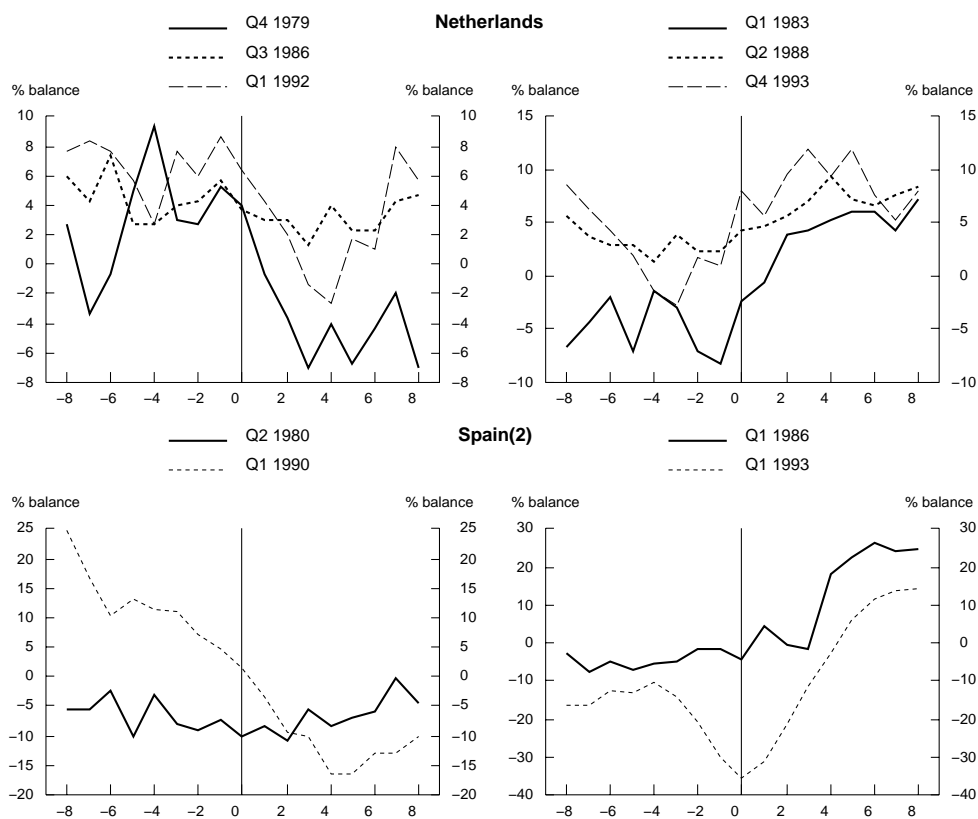 Netherlands
Q4 1979
Q3 1986
Q1 1992
Q1 1983
Q2 1988
Q4 1993
% balance
% balance
% balance
% balance
10
8
6
4
2
0
–2
–4
–6
–8
10
8
6
4
2
0
–2
–4
–6
–8
–8 –6 –4 –2 0 2 4 6 8
15
10
5
0
–5
–10
15
10
5
0
–5
–10
–8 –6 –4 –2 0 2 4 6 8
Spain(2)
Q2 1980
Q1 1990
Q1 1986
Q1 1993
% balance
% balance
% balance
% balance
25
20
15
10
5
0
–5
–10
–15
–20
25
20
15
10
5
0
–5
–10
–15
–20
–8 –6 –4 –2 0 2 4 6 8
30
20
10
0
–10
–20
–30
–40
30
20
10
0
–10
–20
–30
–40
–8 –6 –4 –2 0 2 4 6 8